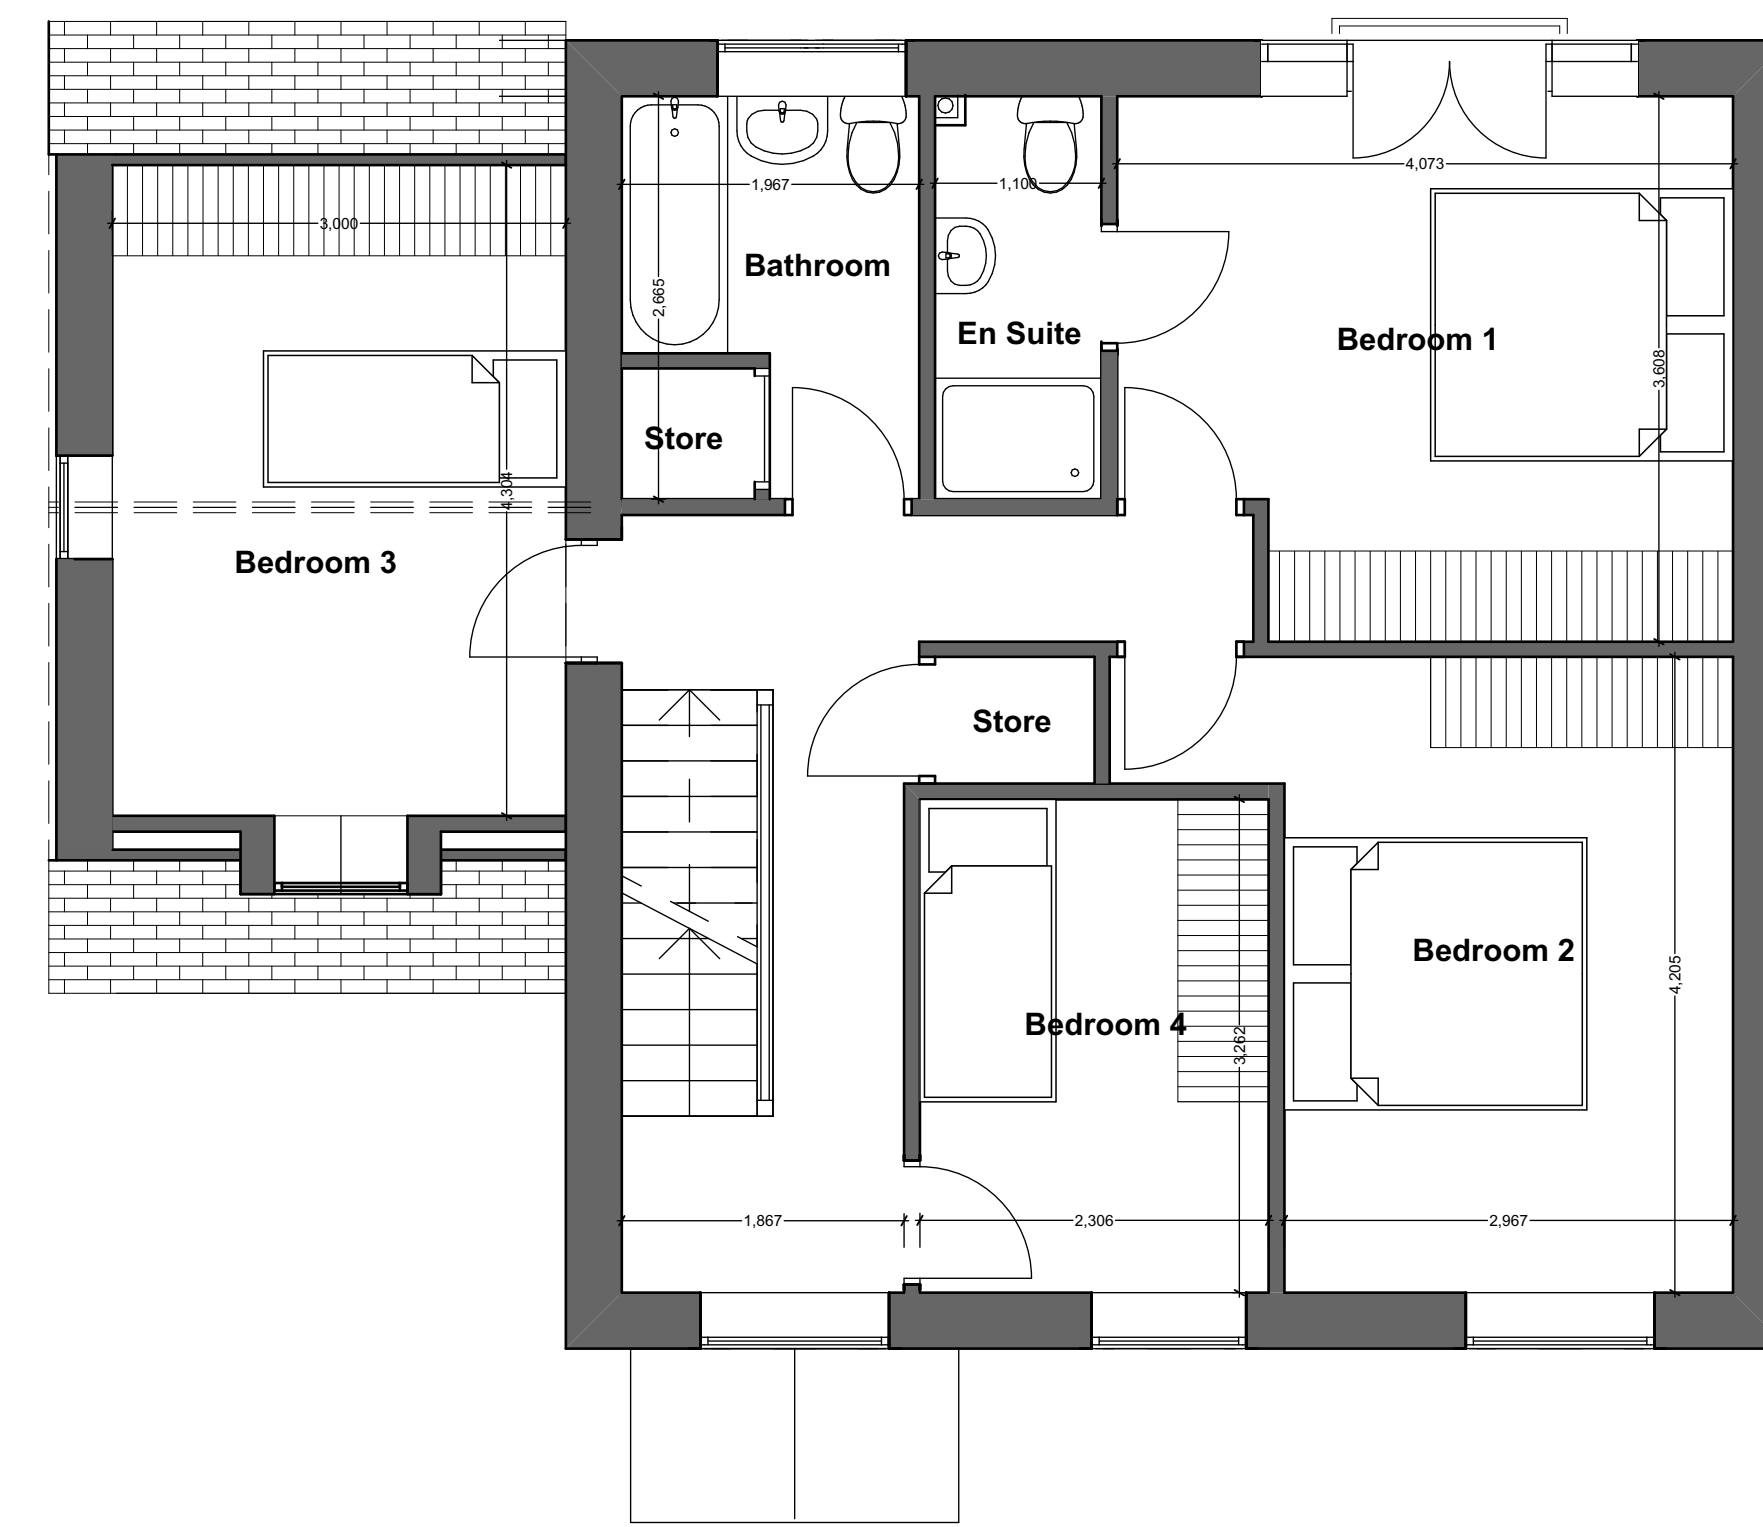 4,073
1,967
1,100
3,000
Bathroom
2,665
En Suite
Bedroom 1
3,608
Store
4,304
Bedroom 3
Store
Bedroom 2
4,205
Bedroom 4
3,262
1,867
2,306
2,967